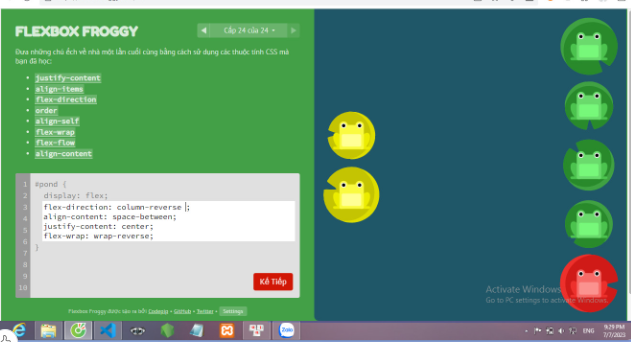 FLEXBOX FROGGY
Cấp 24 của 24
Đưa những chú ếch về nhà một lần cuối cùng bằng cách sử dụng các thuộc tính CSS mà
bạn đã học:
justify-content
align-items
flex-direction
order
align-self
flex-wrap
flex-flow
align-content
1 #pond {
2 display: flex;
3 flex-direction: column-reverse ;
4 align-content: space-between;
5 justify-content: center;
6 flex-wrap: wrap-reverse;
7 }
8
9
10
Kế Tiếp
Activate Windows
Go to PC settings to activate Windows.
Flexbox Froggy được tạo ra bởi Codepip • GitHub • Twitter • Settings
Zalo
ENG
9:29 PM
7/7/2023